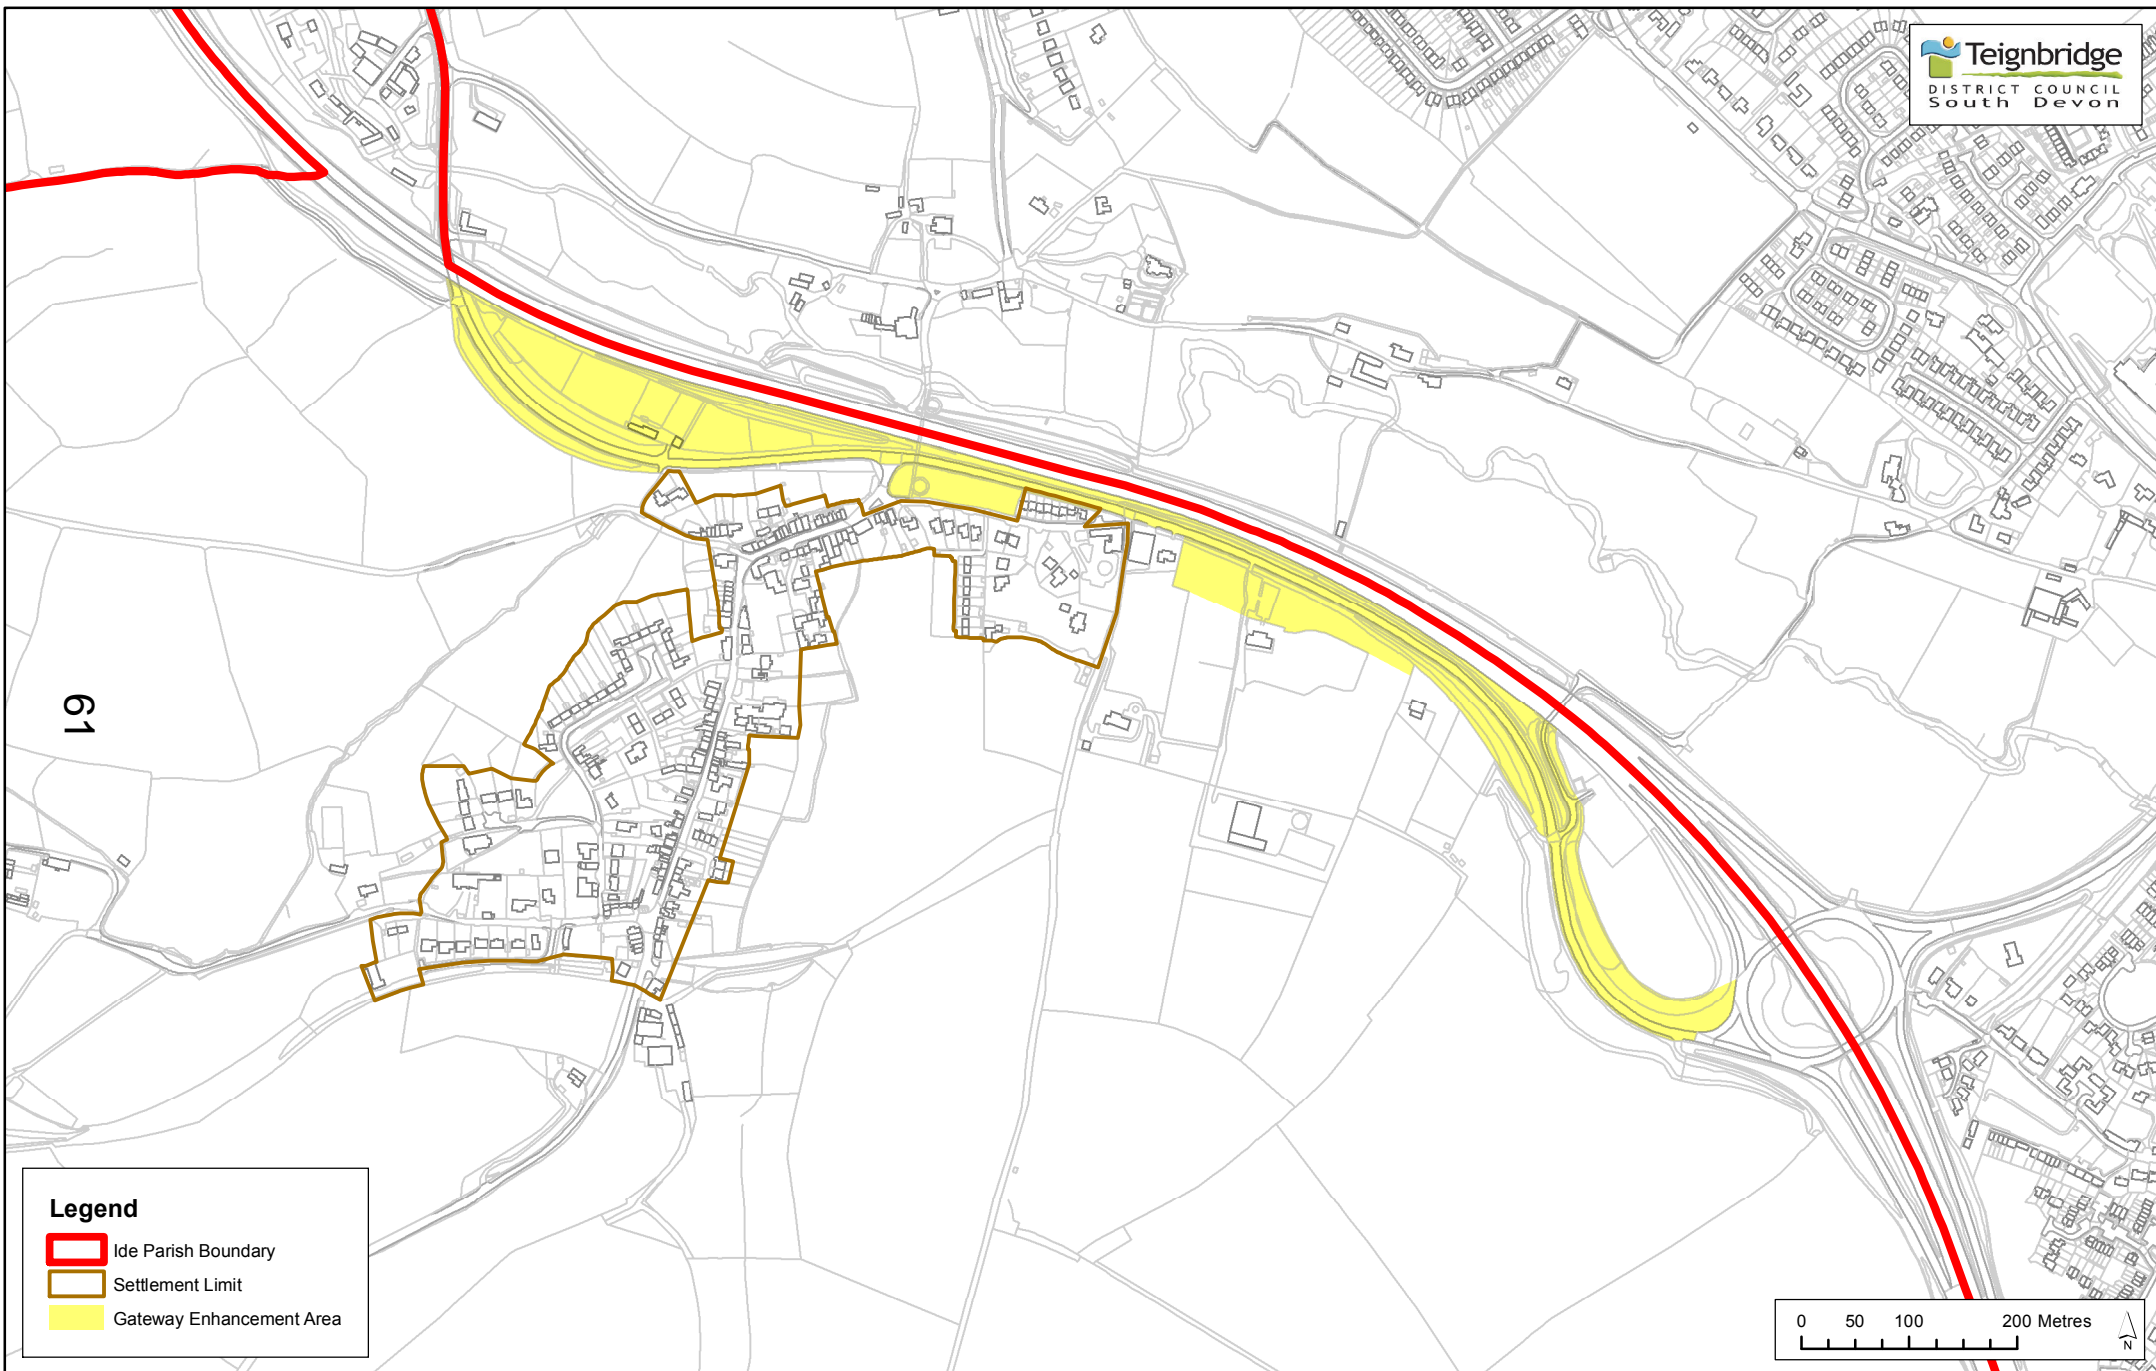 Teignbridge
DISTRICT COUNCIL
South Devon
61
Legend
Ide Parish Boundary
Settlement Limit
Gateway Enhancement Area
0 50 100 200 Metres
N